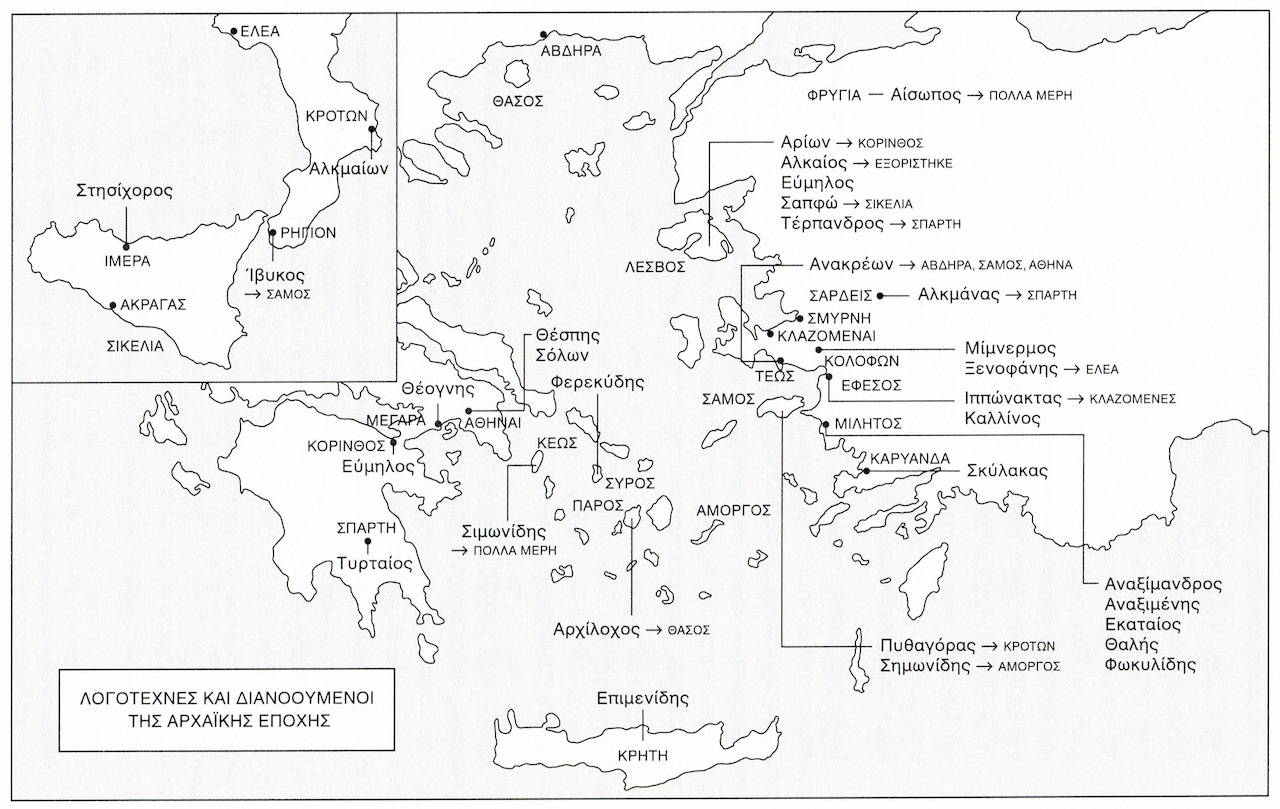 ΕΛΕΑ
ΑΒΔΗΡΑ
ΘΑΣΟΣ
ΚΡΟΤΩΝ
Αλκμαίων
Στησίχορος
ΙΜΕΡΑ
ΡΗΓΙΟΝ
Ίβυκος
→ ΣΑΜΟΣ
ΑΚΡΑΓΑΣ
ΣΙΚΕΛΙΑ
ΦΡΥΓΙΑ — Αίσωπος → ΠΟΛΛΑ ΜΕΡΗ
Αρίων → ΚΟΡΙΝΘΟΣ
Αλκαίος → ΕΞΟΡΙΣΤΗΚΕ
Εύμηλος
Σαπφώ → ΣΙΚΕΛΙΑ
Τέρπανδρος → ΣΠΑΡΤΗ
ΛΕΣΒΟΣ
Ανακρέων → ΑΒΔΗΡΑ, ΣΑΜΟΣ, ΑΘΗΝΑ
ΣΑΡΔΕΙΣ
Αλκμάνας → ΣΠΑΡΤΗ
ΣΜΥΡΝΗ
ΚΛΑΖΟΜΕΝΑΙ
Μίμνερμος
Ξενοφάνης → ΕΛΕΑ
ΚΟΛΟΦΩΝ
ΤΕΩΣ
ΕΦΕΣΟΣ
Ιππώνακτας → ΚΛΑΖΟΜΕΝΕΣ
Καλλίνος
ΣΑΜΟΣ
ΜΙΛΗΤΟΣ
ΚΑΡΥΑΝΔΑ
Σκύλακας
Θέσπης
Σόλων
Φερεκύδης
Θέογνης
ΜΕΓΑΡΑ
ΑΘΗΝΑΙ
ΚΟΡΙΝΘΟΣ
Εύμηλος
ΚΕΩΣ
ΣΥΡΟΣ
ΠΑΡΟΣ
ΑΜΟΡΓΟΣ
ΣΠΑΡΤΗ
Τυρταίος
Σιμωνίδης
→ ΠΟΛΛΑ ΜΕΡΗ
Αρχίλοχος → ΘΑΣΟΣ
Αναξίμανδρος
Αναξιμένης
Εκαταίος
Θαλής
Φωκυλίδης
Πυθαγόρας → ΚΡΟΤΩΝ
Σημωνίδης → ΑΜΟΡΓΟΣ
Επιμενίδης
ΚΡΗΤΗ
ΛΟΓΟΤΕΧΝΕΣ ΚΑΙ ΔΙΑΝΟΟΥΜΕΝΟΙ
ΤΗΣ ΑΡΧΑΪΚΗΣ ΕΠΟΧΗΣ